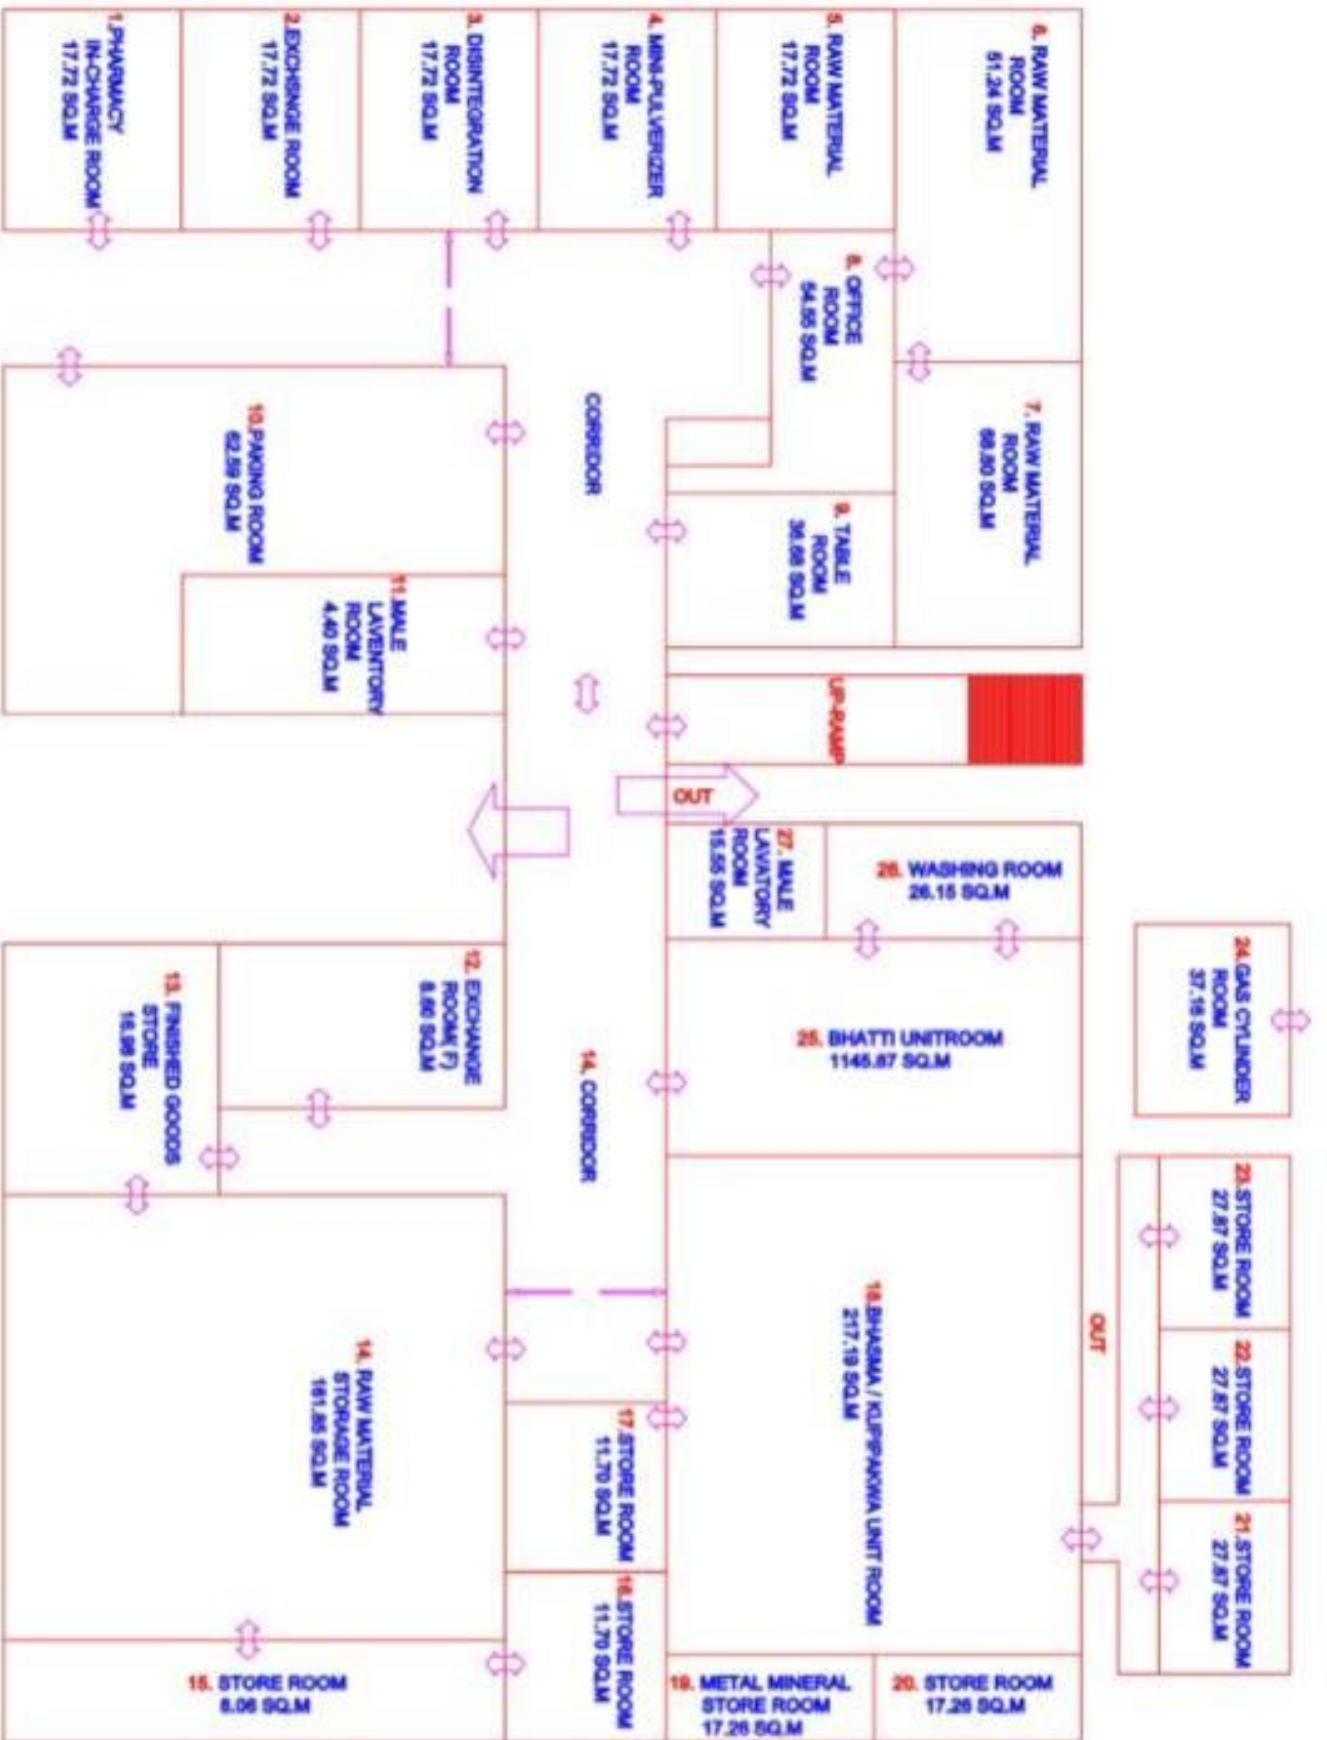 1.PHARMACY
IN-CHARGE ROOM
17.72 SQ.M
2.EXCHSNGE ROOM
17.72 SQ.M
3. DISINTEGRATION
ROOM
17.72 SQ.M
4. MINI-PULVERIZER
ROOM
17.72 SQ.M
5. RAW MATERIAL
ROOM
17.72 SQ.M
6. RAW MATERIAL
ROOM
51.24 SQ.M
7. RAW MATERIAL
ROOM
68.80 SQ.M
8. OFFICE
ROOM
54.55 SQ.M
9. TABLE
ROOM
36.68 SQ.M
CORRIDOR
10.PAKING ROOM
62.59 SQ.M
11.MALE
LAVENTORY
ROOM
4.40 SQ.M
UP-RAMP
OUT
12. EXCHANGE
ROOM( F)
8.60 SQ.M
13. FINISHED GOODS
STORE
16.98 SQ.M
14. CORRIDOR
14. RAW MATERIAL
STORAGE ROOM
161.85 SQ.M
15. STORE ROOM
8.06 SQ.M
16.STORE ROOM
11.70 SQ.M
17.STORE ROOM
11.70 SQ.M
18.BHASMA / KUPIPAKWA UNIT ROOM
217.19 SQ.M
19. METAL MINERAL
STORE ROOM
17.26 SQ.M
20. STORE ROOM
17.26 SQ.M
OUT
21.STORE ROOM
27.87 SQ.M
22.STORE ROOM
27.87 SQ.M
23.STORE ROOM
27.87 SQ.M
24.GAS CYLINDER
ROOM
37.16 SQ.M
25. BHATTI UNITROOM
1145.87 SQ.M
26. WASHING ROOM
26.15 SQ.M
27. MALE
LAVATORY
ROOM
15.55 SQ.M